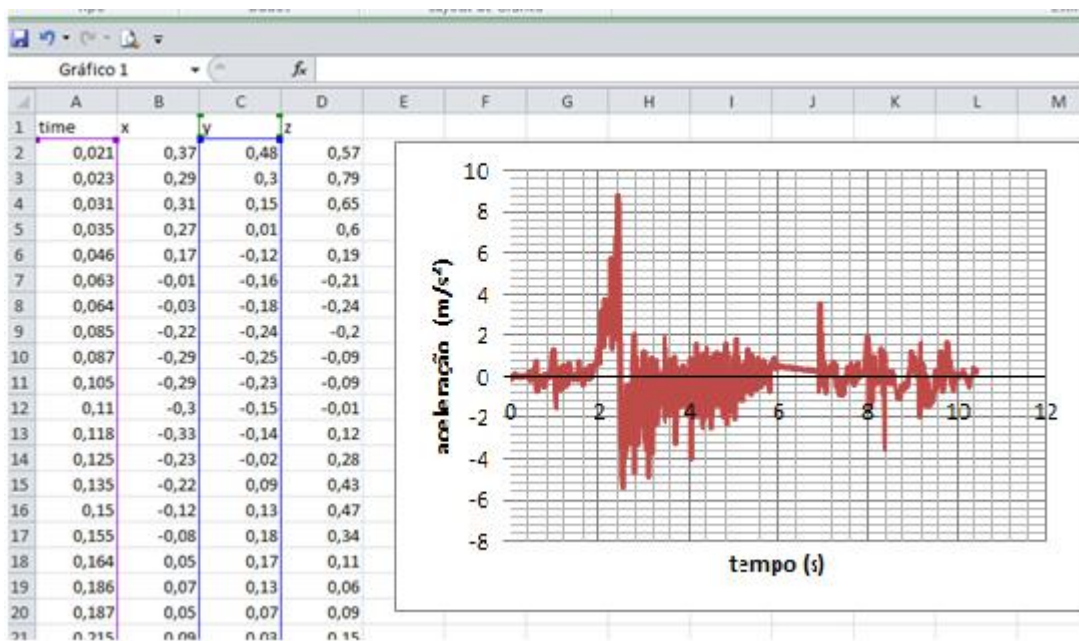 Gráfico 1 fx
A B C D E F G H I J K L M
1 time x y z
2 0,021 0,37 0,48 0,57
3 0,023 0,29 0,3 0,79
4 0,031 0,31 0,15 0,65
5 0,035 0,27 0,01 0,6
6 0,046 0,17 -0,12 0,19
7 0,063 -0,01 -0,16 -0,21
8 0,064 -0,03 -0,18 -0,24
9 0,085 -0,22 -0,24 -0,2
10 0,087 -0,29 -0,25 -0,09
11 0,105 -0,29 -0,23 -0,09
12 0,11 -0,3 -0,15 -0,01
13 0,118 -0,33 -0,14 0,12
14 0,125 -0,23 -0,02 0,28
15 0,135 -0,22 0,09 0,43
16 0,15 -0,12 0,13 0,47
17 0,155 -0,08 0,18 0,34
18 0,164 0,05 0,17 0,11
19 0,186 0,07 0,13 0,06
20 0,187 0,05 0,07 0,09
21 0,215 0,09 0,03 0,15
10
8
6
4
2
0
-2
-4
-6
-8
aceleração (m/s²)
0 2 4 6 8 10 12
tempo (s)